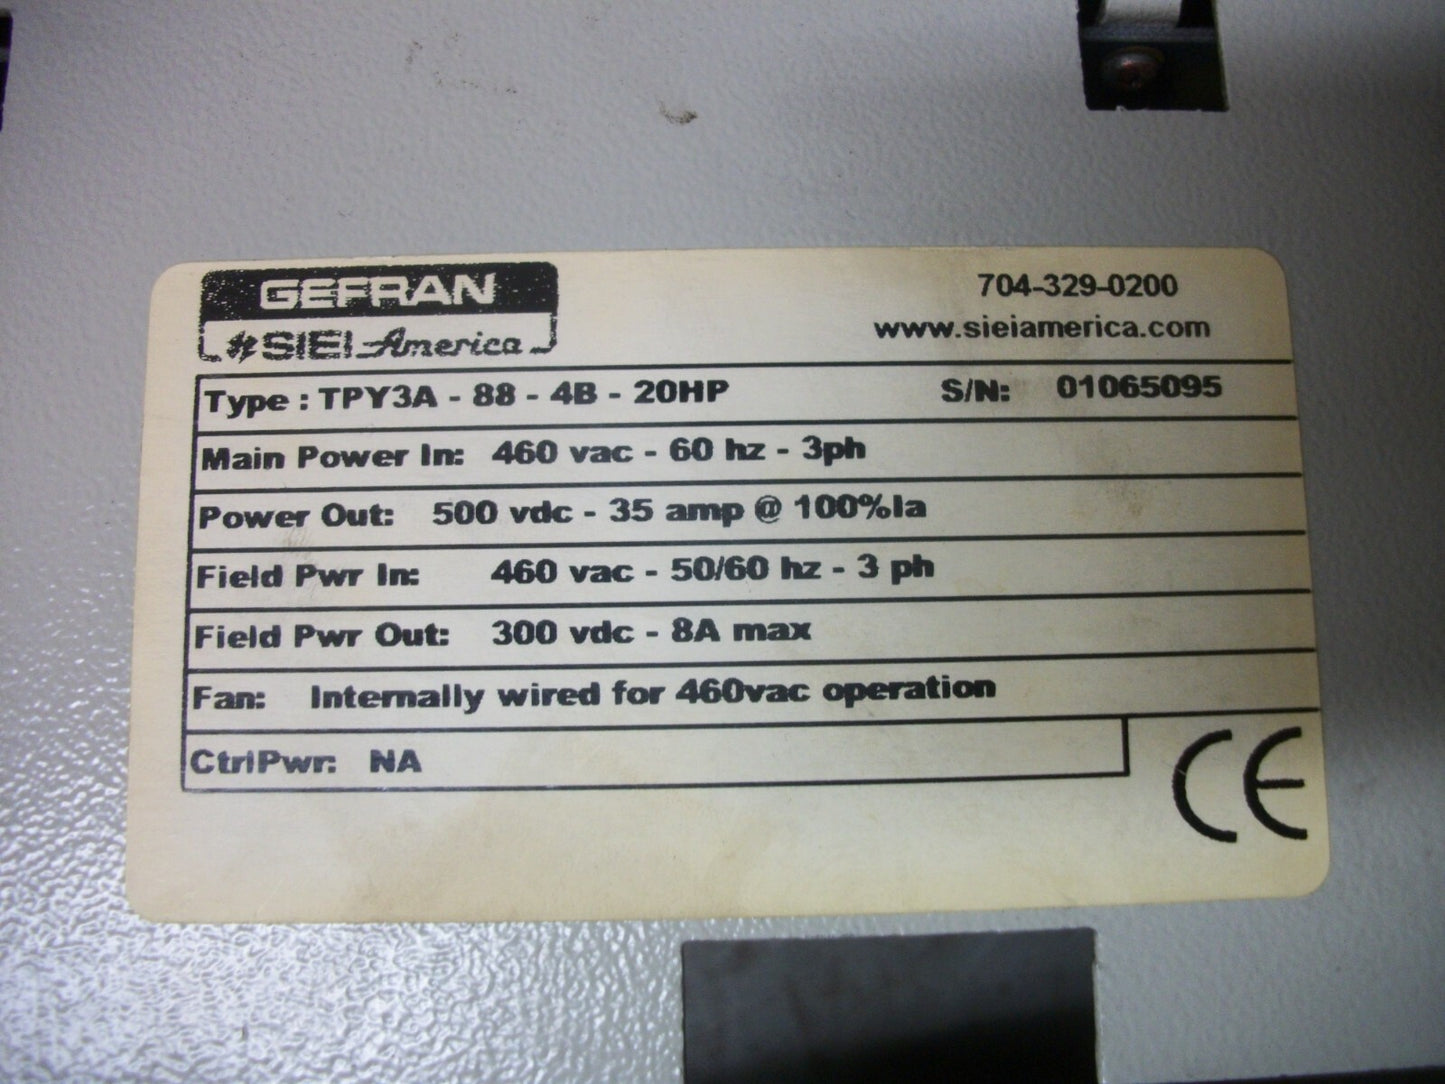 GEFRAN
SIEI America
704-329-0200
www.sieiamerica.com
Type : TPY3A - 88 - 4B - 20HP S/N: 01065095
Main Power In: 460 vac - 60 hz - 3ph
Power Out: 500 vdc - 35 amp @ 100%Ia
Field Pwr In: 460 vac - 50/60 hz - 3 ph
Field Pwr Out: 300 vdc - 8A max
Fan: Internally wired for 460vac operation
CtrlPwr: NA
CE